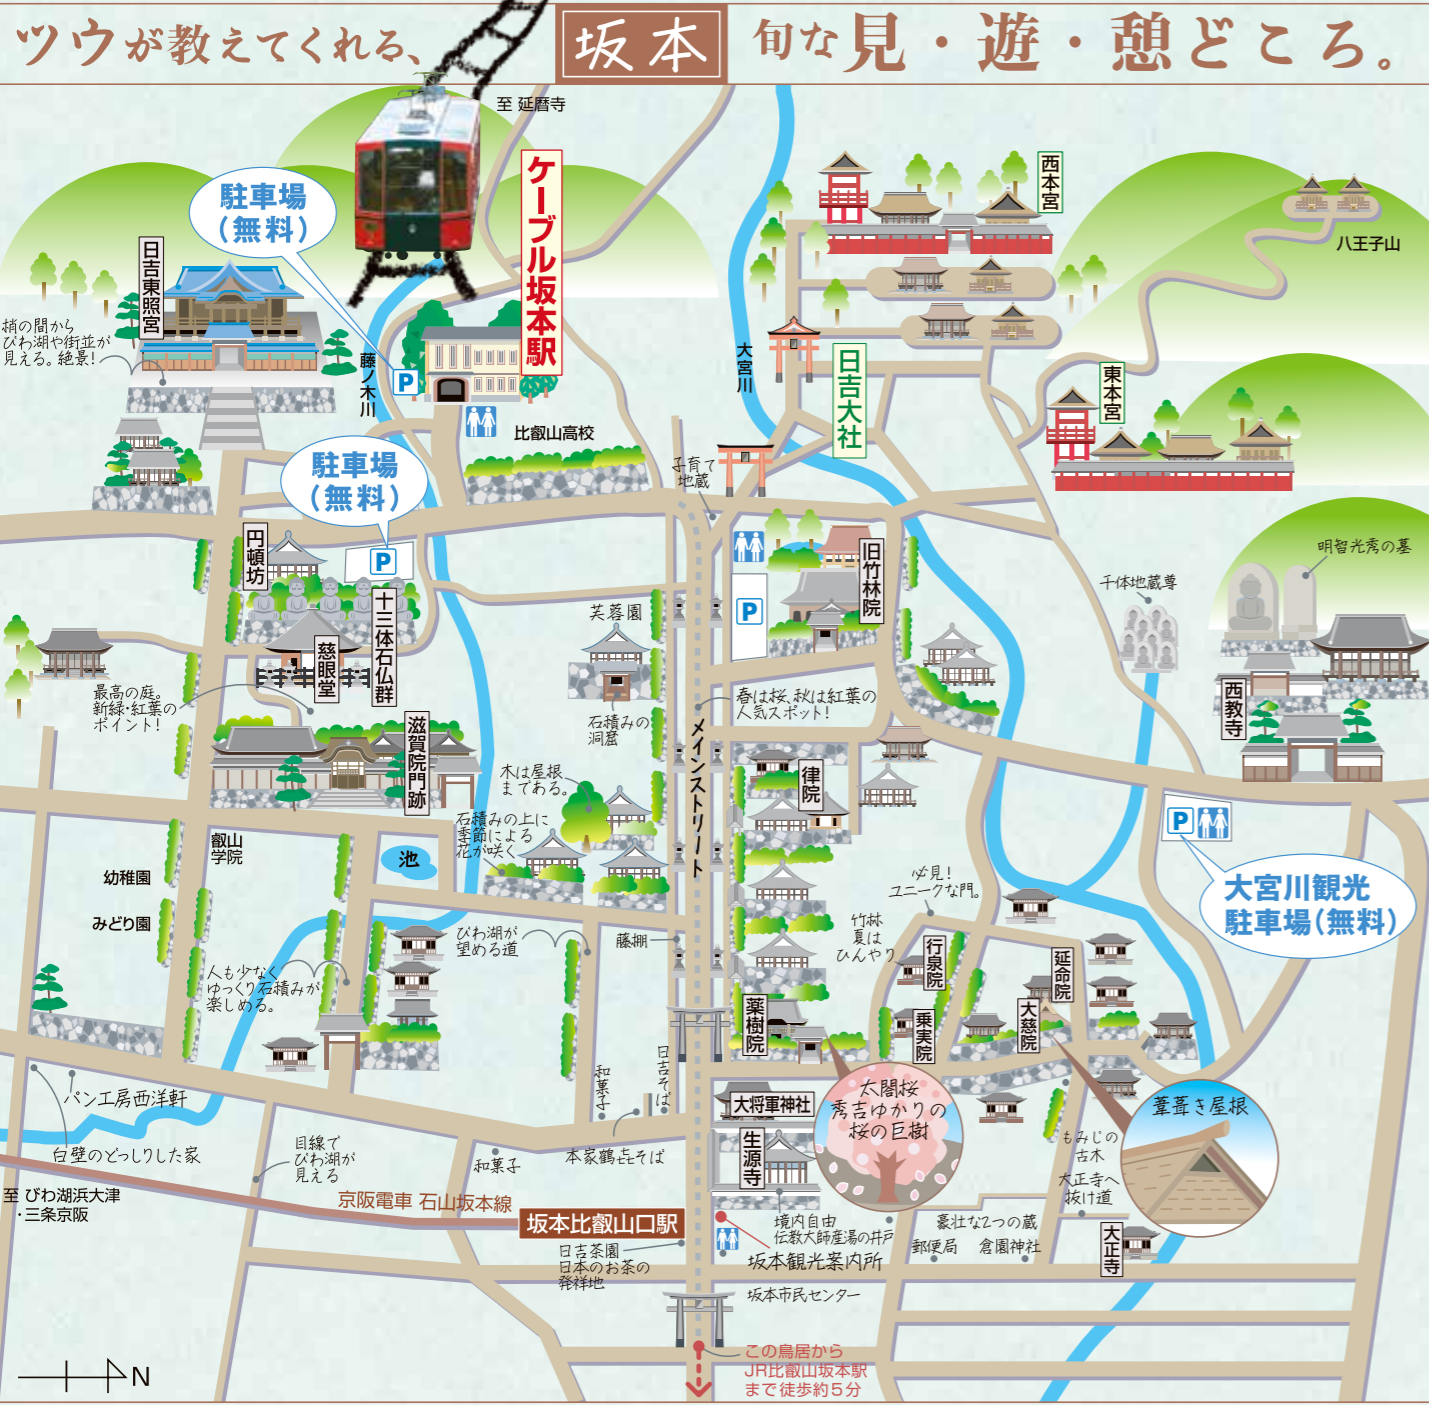 ツウが教えてくれる、
坂本
旬な見・遊・憩どころ。
至 延暦寺
駐車場
（無料）
ケーブル坂本駅
西本宮
八王子山
日吉東照宮
梢の間から
びわ湖や街並が
見える。絶景！
藤ノ木川
P
大宮川
日吉大社
東本宮
比叡山高校
駐車場
（無料）
子育て
地蔵
円頓坊
P
旧竹林院
明智光秀の墓
千体地蔵尊
十三体石仏群
芙蓉園
P
慈眼堂
西教寺
最高の庭。
新緑・紅葉の
ポイント！
春は桜、秋は紅葉の
人気スポット！
石積みの
洞窟
滋賀院門跡
メインストリート
木は屋根
まである。
律院
石積みの上に
季節による
花が咲く
P
叡山
学院
池
幼稚園
必見！
ユニークな門。
大宮川観光
駐車場（無料）
みどり園
竹林
夏は
ひんやり
びわ湖が
望める道
藤棚
行泉院
延命院
人も少なく
ゆっくり石積みが
楽しめる。
薬樹院
乗実院
大慈院
日吉そば
和菓子
パン工房西洋軒
大将軍神社
太閤桜
秀吉ゆかりの
桜の巨樹
葺葺き屋根
白壁のどっしりした家
目線で
びわ湖が
見える
和菓子
本家鶴㐂そば
生源寺
もみじの
古木
大正寺へ
抜け道
至 びわ湖浜大津
・三条京阪
京阪電車 石山坂本線
坂本比叡山口駅
境内自由
伝教大師産湯の井戸
豪壮な2つの蔵
日吉茶園
日本のお茶の
発祥地
坂本観光案内所
郵便局
倉園神社
大正寺
坂本市民センター
この鳥居から
JR比叡山坂本駅
まで徒歩約5分
N